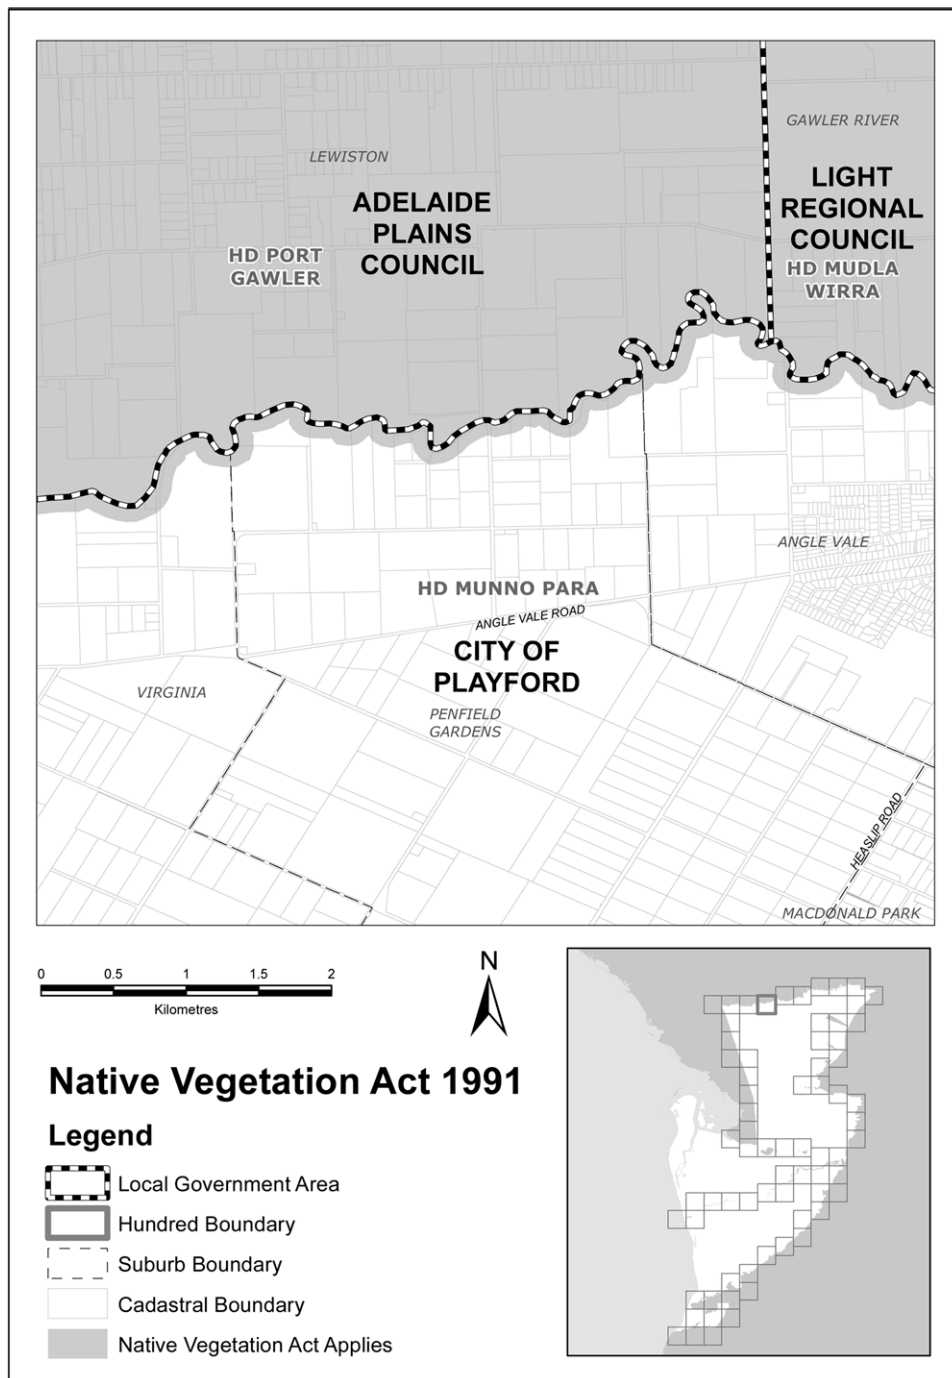 GAWLER RIVER
LEWISTON
LIGHT
REGIONAL
COUNCIL
ADELAIDE
PLAINS
COUNCIL
HD PORT
GAWLER
HD MUDLA
WIRRA
ANGLE VALE
HD MUNNO PARA
ANGLE VALE ROAD
CITY OF
PLAYFORD
VIRGINIA
PENFIELD
GARDENS
HEASLIP ROAD
MACDONALD PARK
0 0.5 1 1.5 2
Kilometres
N
Native Vegetation Act 1991
Legend
Local Government Area
Hundred Boundary
Suburb Boundary
Cadastral Boundary
Native Vegetation Act Applies